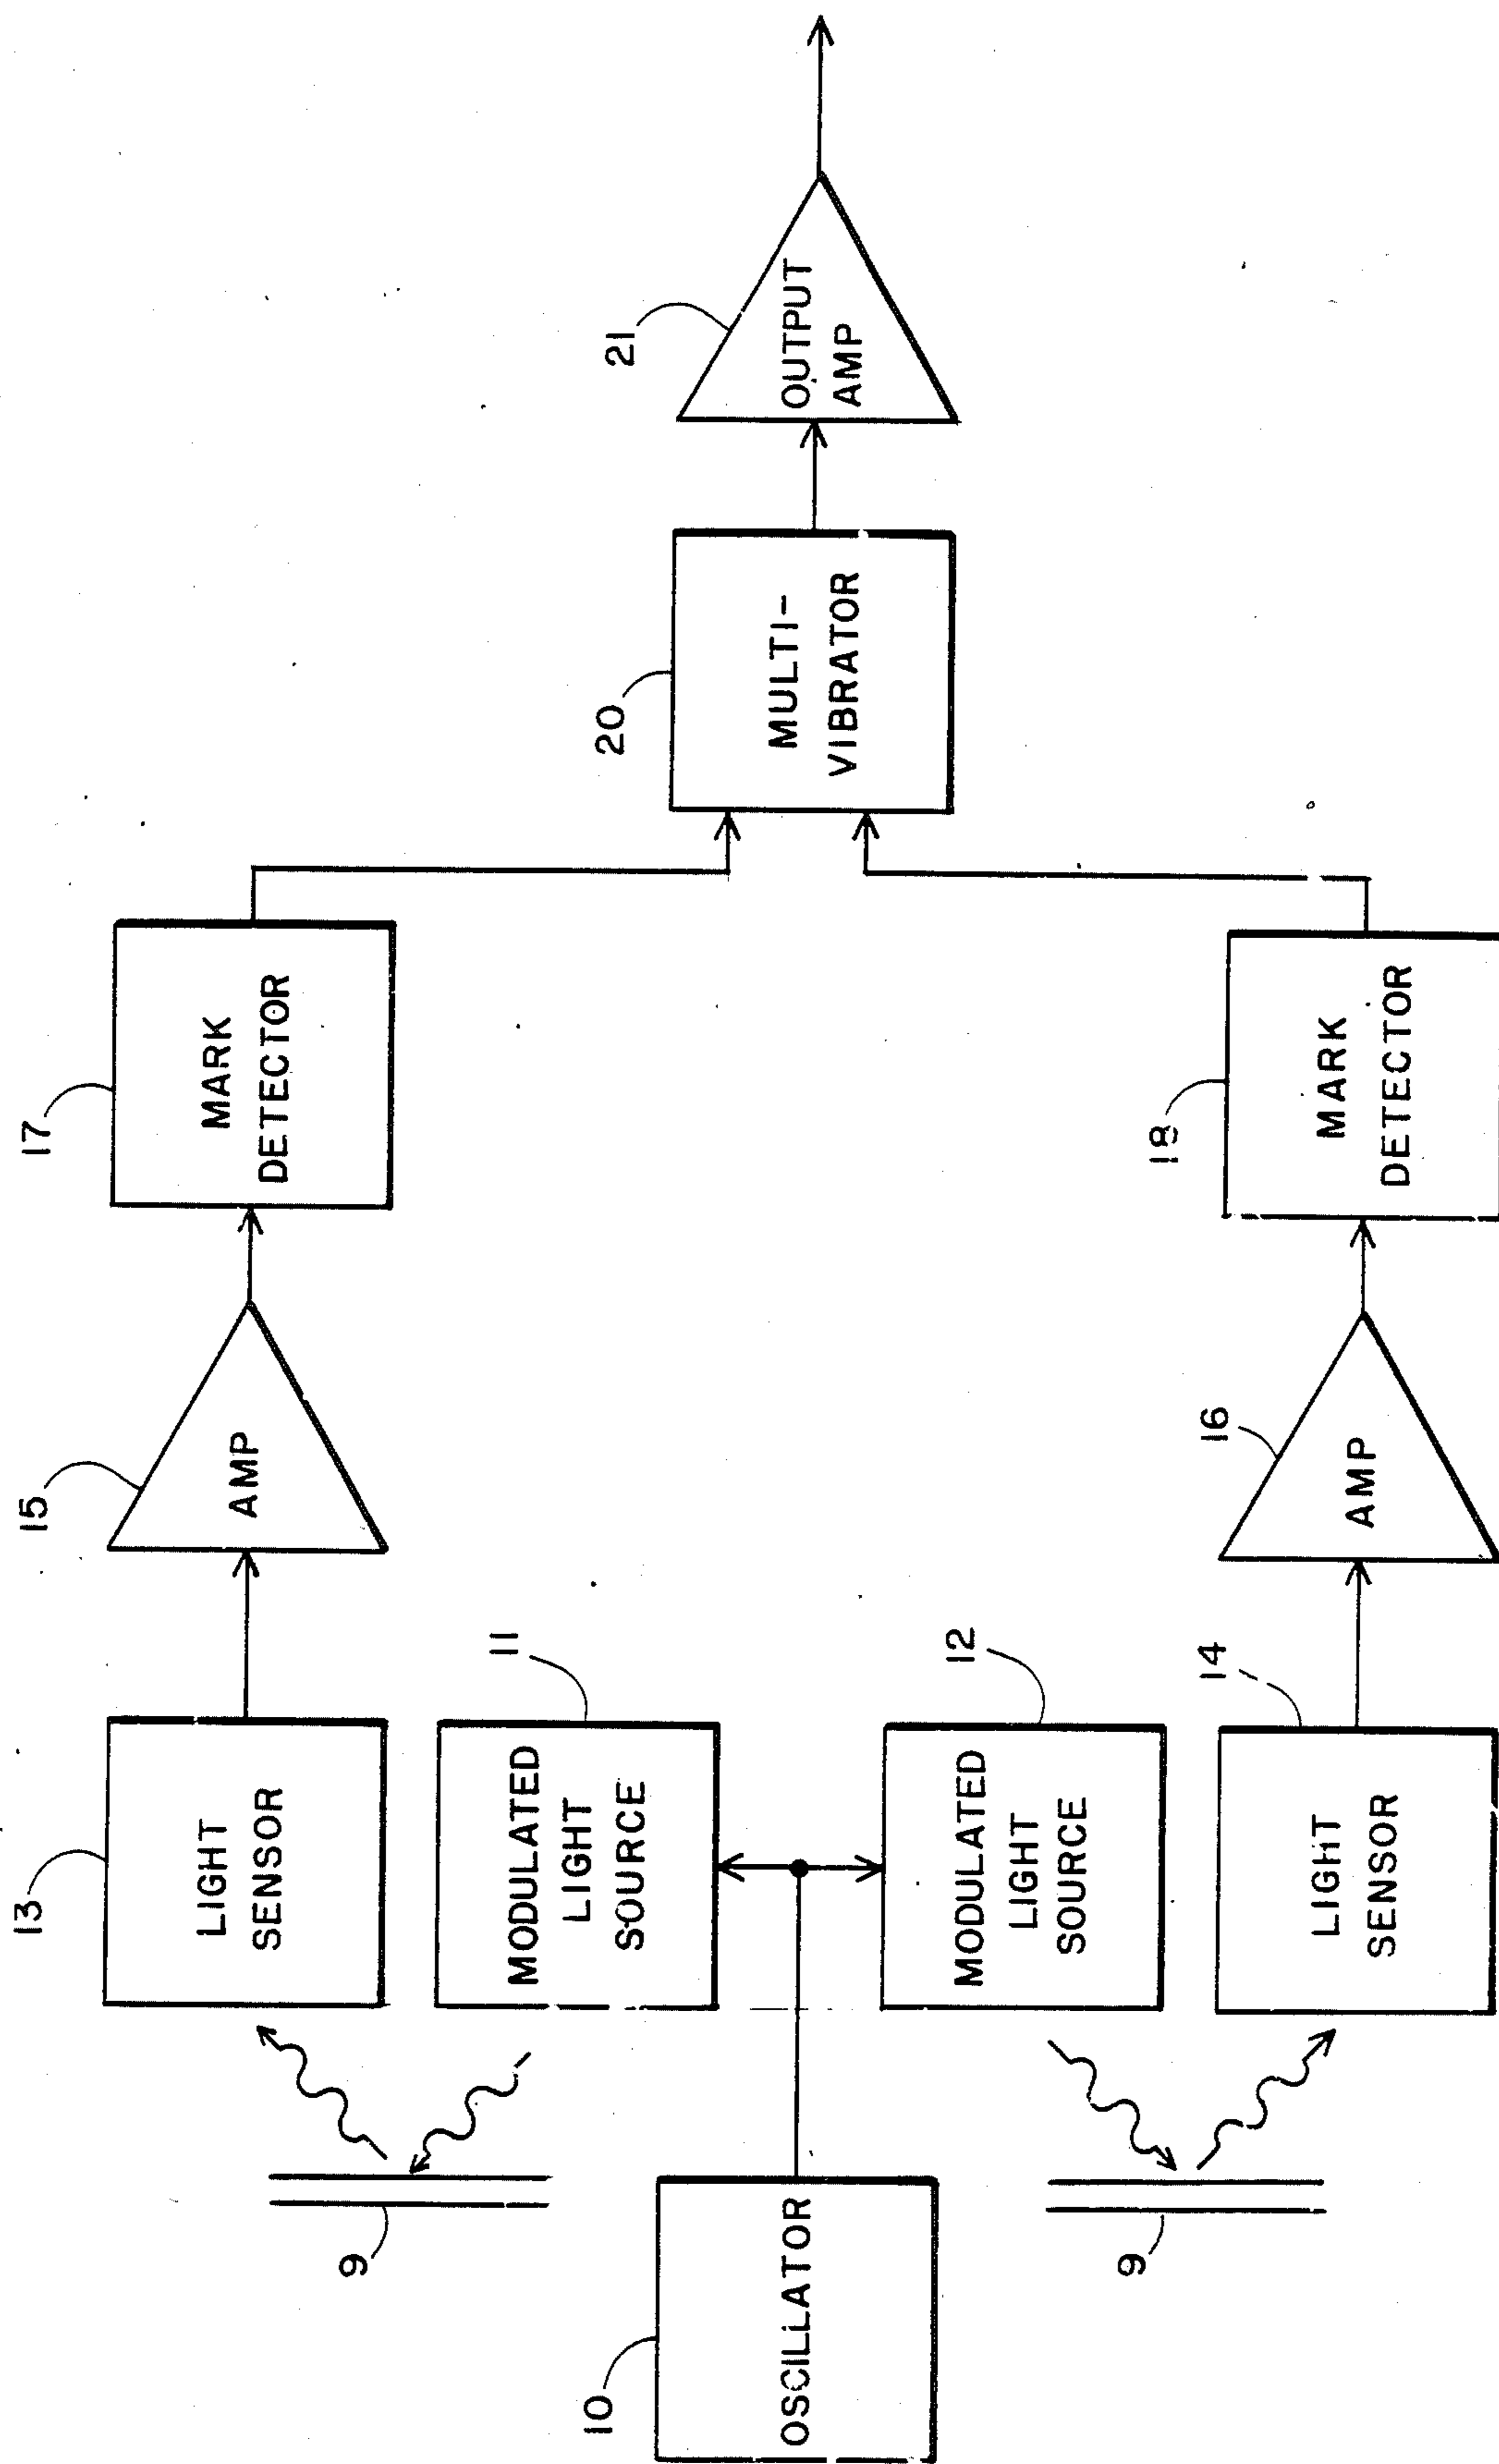 13
LIGHT
SENSOR
15
AMP
17
MARK
DETECTOR
9
11
MODULATED
LIGHT
SOURCE
10
OSCILLATOR
20
MULTI-
VIBRATOR
21
OUTPUT
AMP
12
MODULATED
LIGHT
SOURCE
9
14
LIGHT
SENSOR
16
AMP
18
MARK
DETECTOR